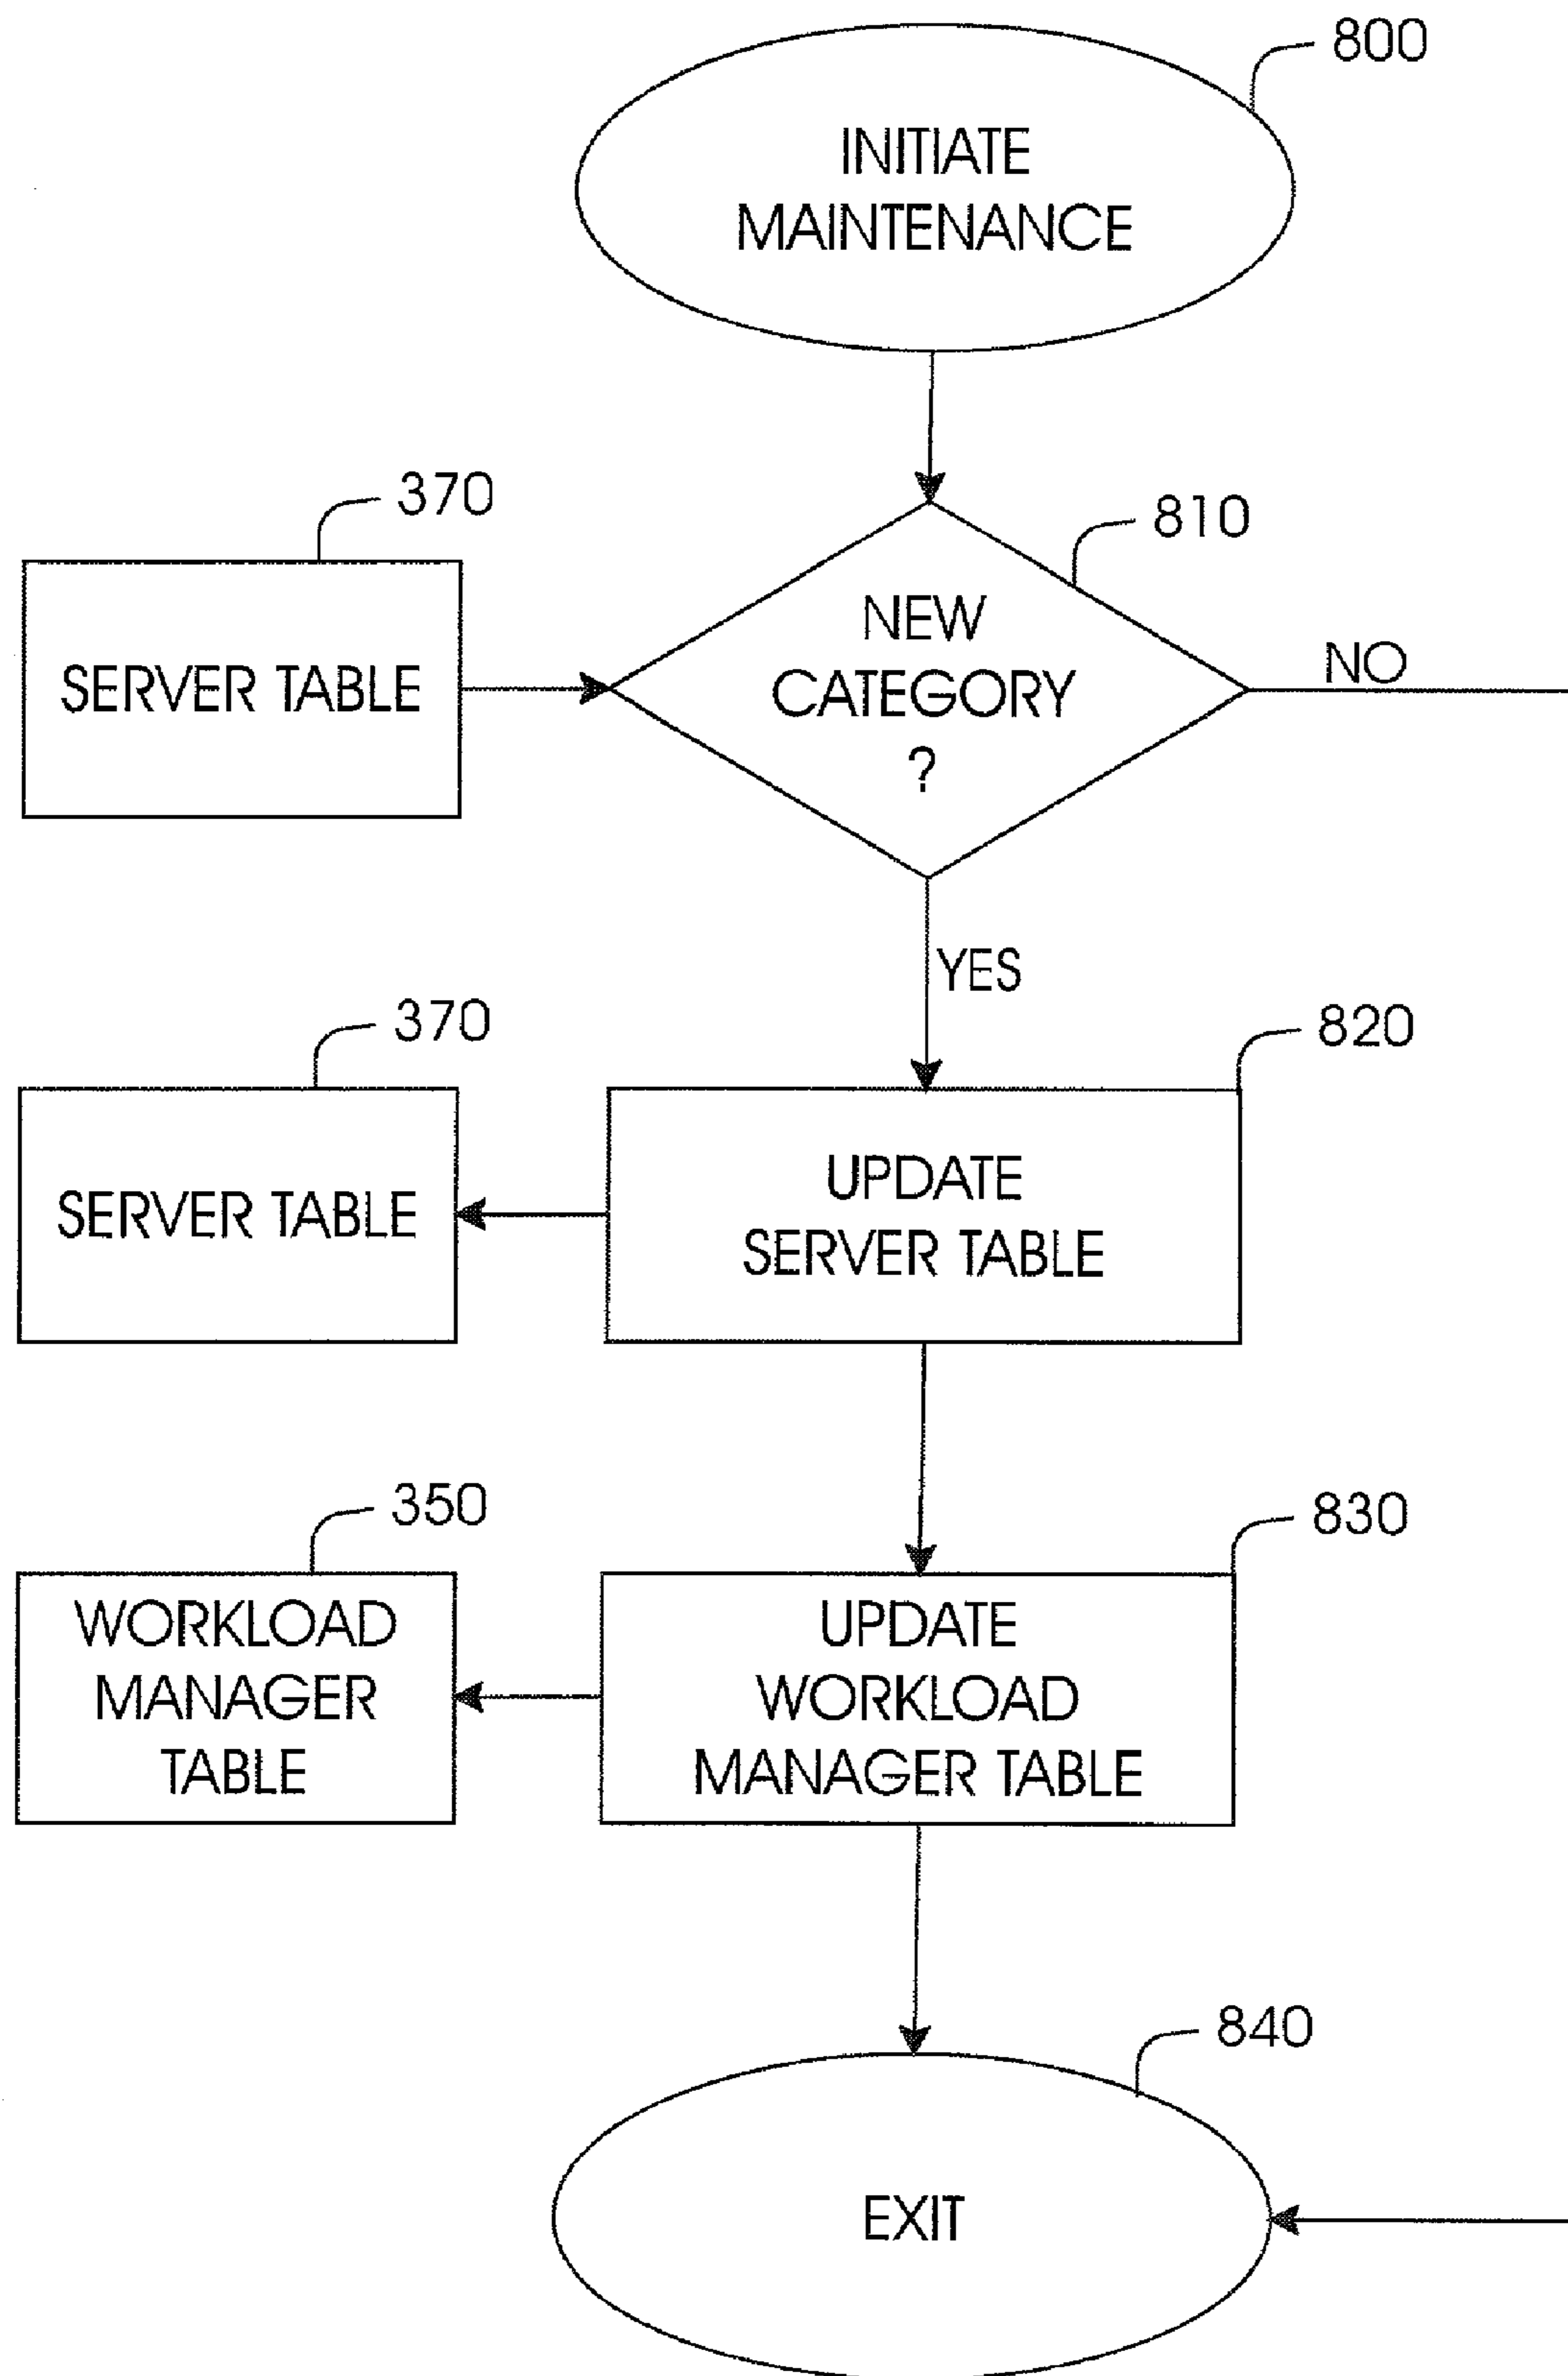 800
INITIATE
MAINTENANCE
370
810
SERVER TABLE
NEW
CATEGORY
?
NO
YES
370
820
SERVER TABLE
UPDATE
SERVER TABLE
350
830
WORKLOAD
MANAGER
TABLE
UPDATE
WORKLOAD
MANAGER TABLE
840
EXIT